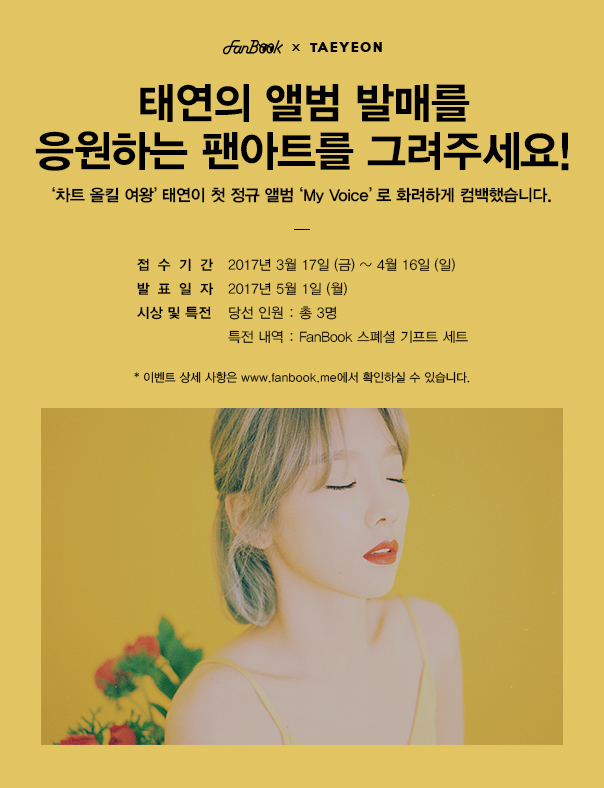 FanBook x TAEYEON
태연의 앨범 발매를
응원하는 팬아트를 그려주세요!
‘차트 올킬 여왕’ 태연이 첫 정규 앨범 ‘My Voice’ 로 화려하게 컴백했습니다.
접 수 기 간 2017년 3월 17일 (금) ~ 4월 16일 (일)
발 표 일 자 2017년 5월 1일 (월)
시상 및 특전 당선 인원 : 총 3명
특전 내역 : FanBook 스폐셜 기프트 세트
* 이벤트 상세 사항은 www.fanbook.me에서 확인하실 수 있습니다.